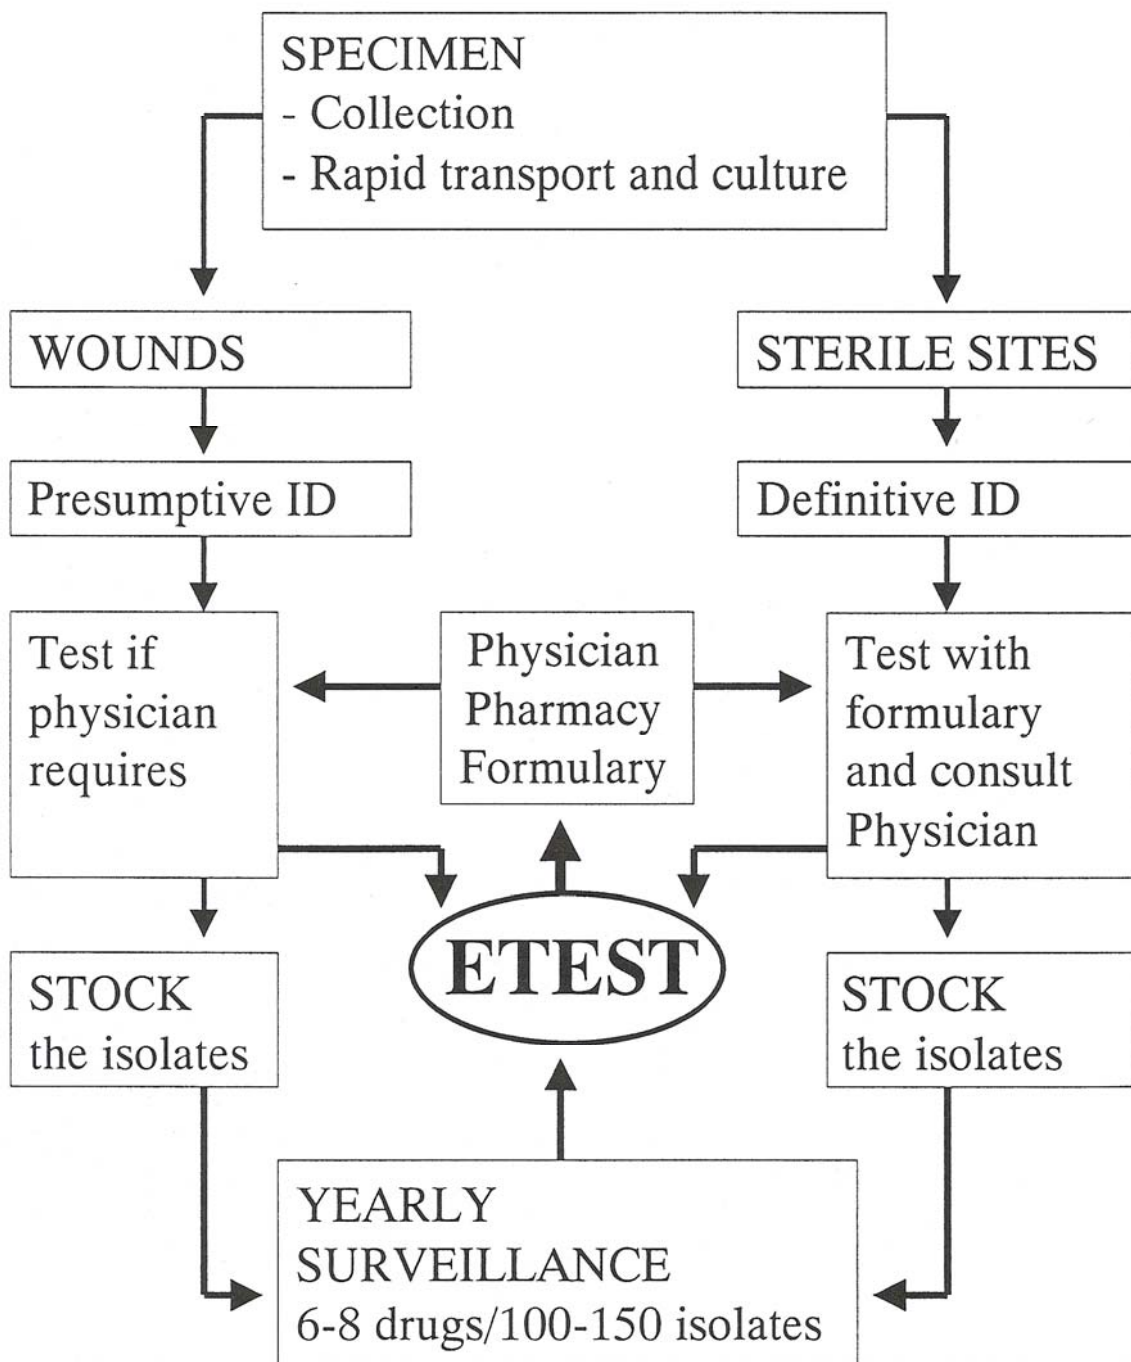 SPECIMEN
- Collection
- Rapid transport and culture
WOUNDS
STERILE SITES
Presumptive ID
Definitive ID
Test if
physician
requires
Physician
Pharmacy
Formulary
Test with
formulary
and consult
Physician
ETEST
STOCK
the isolates
STOCK
the isolates
YEARLY
SURVEILLANCE
6-8 drugs/100-150 isolates